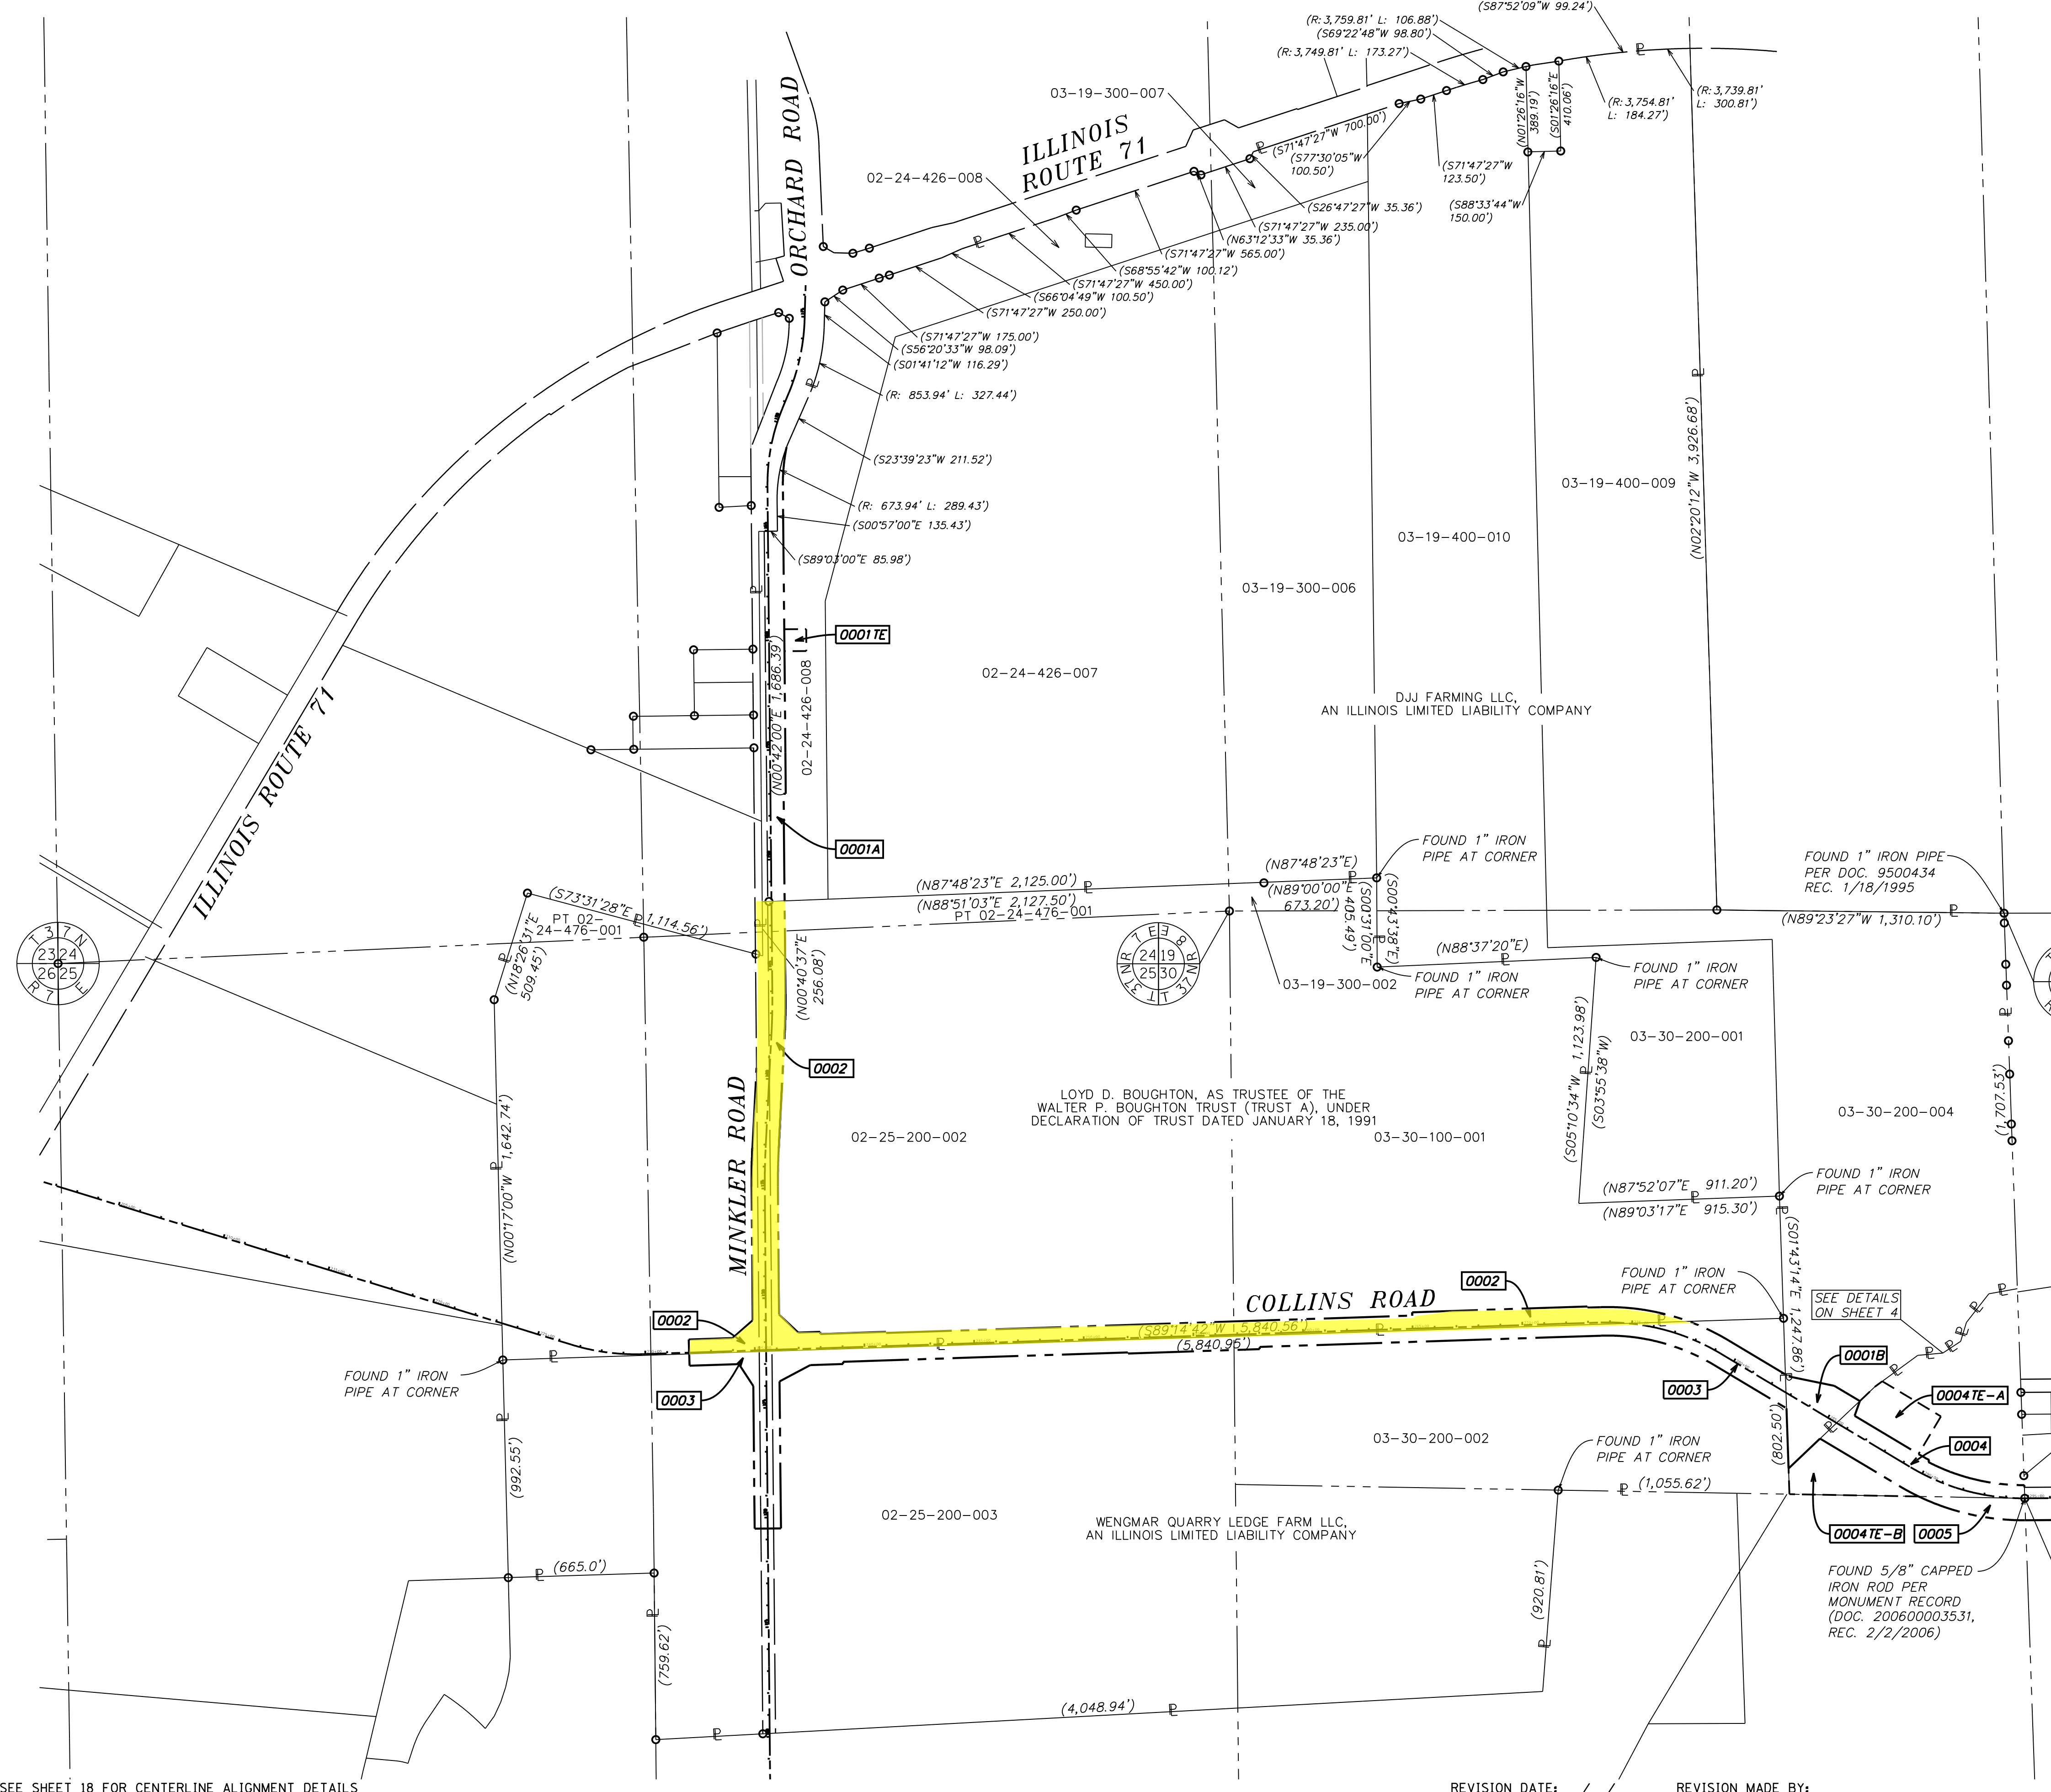 (S87°52'09"W 99.24')
(R: 3,759.81' L: 106.88')
(S69°22'48"W 98.80')
(R: 3,749.81' L: 173.27')
03-19-300-007
ILLINOIS
ROUTE 71
ORCHARD ROAD
02-24-426-008
(S71°47'27"W 700.00')
(S77°30'05"W
100.50')
(N01°26'16"W
389.19')
(S01°26'16"E
410.06')
(R: 3,754.81'
L: 184.27')
(R: 3,739.81'
L: 300.81')
(S71°47'27"W
123.50')
(S88°33'44"W
150.00')
(S26°47'27"W 35.36')
(S71°47'27"W 235.00')
(N63°12'33"W 35.36')
(S71°47'27"W 565.00')
(S68°55'42"W 100.12')
(S71°47'27"W 450.00')
(S66°04'49"W 100.50')
(S71°47'27"W 250.00')
(S71°47'27"W 175.00')
(S56°20'33"W 98.09')
(S01°41'12"W 116.29')
(R: 853.94' L: 327.44')
(S23°39'23"W 211.52')
(R: 673.94' L: 289.43')
(S00°57'00"E 135.43')
(S89°03'00"E 85.98')
(N02°20'12"W 3,926.68')
03-19-400-009
03-19-400-010
03-19-300-006
0001TE
(N00°42'00"E 1,686.39')
02-24-426-008
02-24-426-007
DJJ FARMING LLC,
AN ILLINOIS LIMITED LIABILITY COMPANY
ILLINOIS ROUTE 71
0001A
FOUND 1" IRON
PIPE AT CORNER
FOUND 1" IRON PIPE
PER DOC. 9500434
REC. 1/18/1995
(N87°48'23"E)
(N87°48'23"E 2,125.00')
(N88°51'03"E 2,127.50')
PT 02-24-476-001
(N89°00'00"E
673.20')
(S00°31'00"E
405.49')
(S00°43'38"E)
(N89°23'27"W 1,310.10')
(S73°31'28"E 1,114.56')
PT 02-
24-476-001
(N18°26'31"E
509.45')
T 37 N
23 24
26 25
R 7 E
(N00°40'37"E
256.08')
R 7 E
E 8 R
24 19
25 30
T 37 N
T 37 N
03-19-300-002
(N88°37'20"E)
FOUND 1" IRON
PIPE AT CORNER
FOUND 1" IRON
PIPE AT CORNER
03-30-200-001
0002
MINKLER ROAD
LOYD D. BOUGHTON, AS TRUSTEE OF THE
WALTER P. BOUGHTON TRUST (TRUST A), UNDER
DECLARATION OF TRUST DATED JANUARY 18, 1991
02-25-200-002
03-30-100-001
(S05°10'34"W 1,123.98')
(S03°55'38"W)
03-30-200-004
(1,707.53')
(N00°17'00"W 1,642.74')
(N87°52'07"E 911.20')
(N89°03'17"E 915.30')
FOUND 1" IRON
PIPE AT CORNER
(S01°43'14"E 1,247.86')
FOUND 1" IRON
PIPE AT CORNER
SEE DETAILS
ON SHEET 4
0002
COLLINS ROAD
0002
(S89°14'42"W 5,840.56')
(5,840.95')
FOUND 1" IRON
PIPE AT CORNER
0003
0003
0001B
0004TE-A
0004
(802.50')
03-30-200-002
FOUND 1" IRON
PIPE AT CORNER
(1,055.62')
(992.55')
02-25-200-003
WENGMAR QUARRY LEDGE FARM LLC,
AN ILLINOIS LIMITED LIABILITY COMPANY
0004TE-B
0005
(665.0')
(920.81')
FOUND 5/8" CAPPED
IRON ROD PER
MONUMENT RECORD
(DOC. 200600003531,
REC. 2/2/2006)
(759.62')
(4,048.94')
SEE SHEET 18 FOR CENTERLINE ALIGNMENT DETAILS
REVISION DATE: / /
REVISION MADE BY: